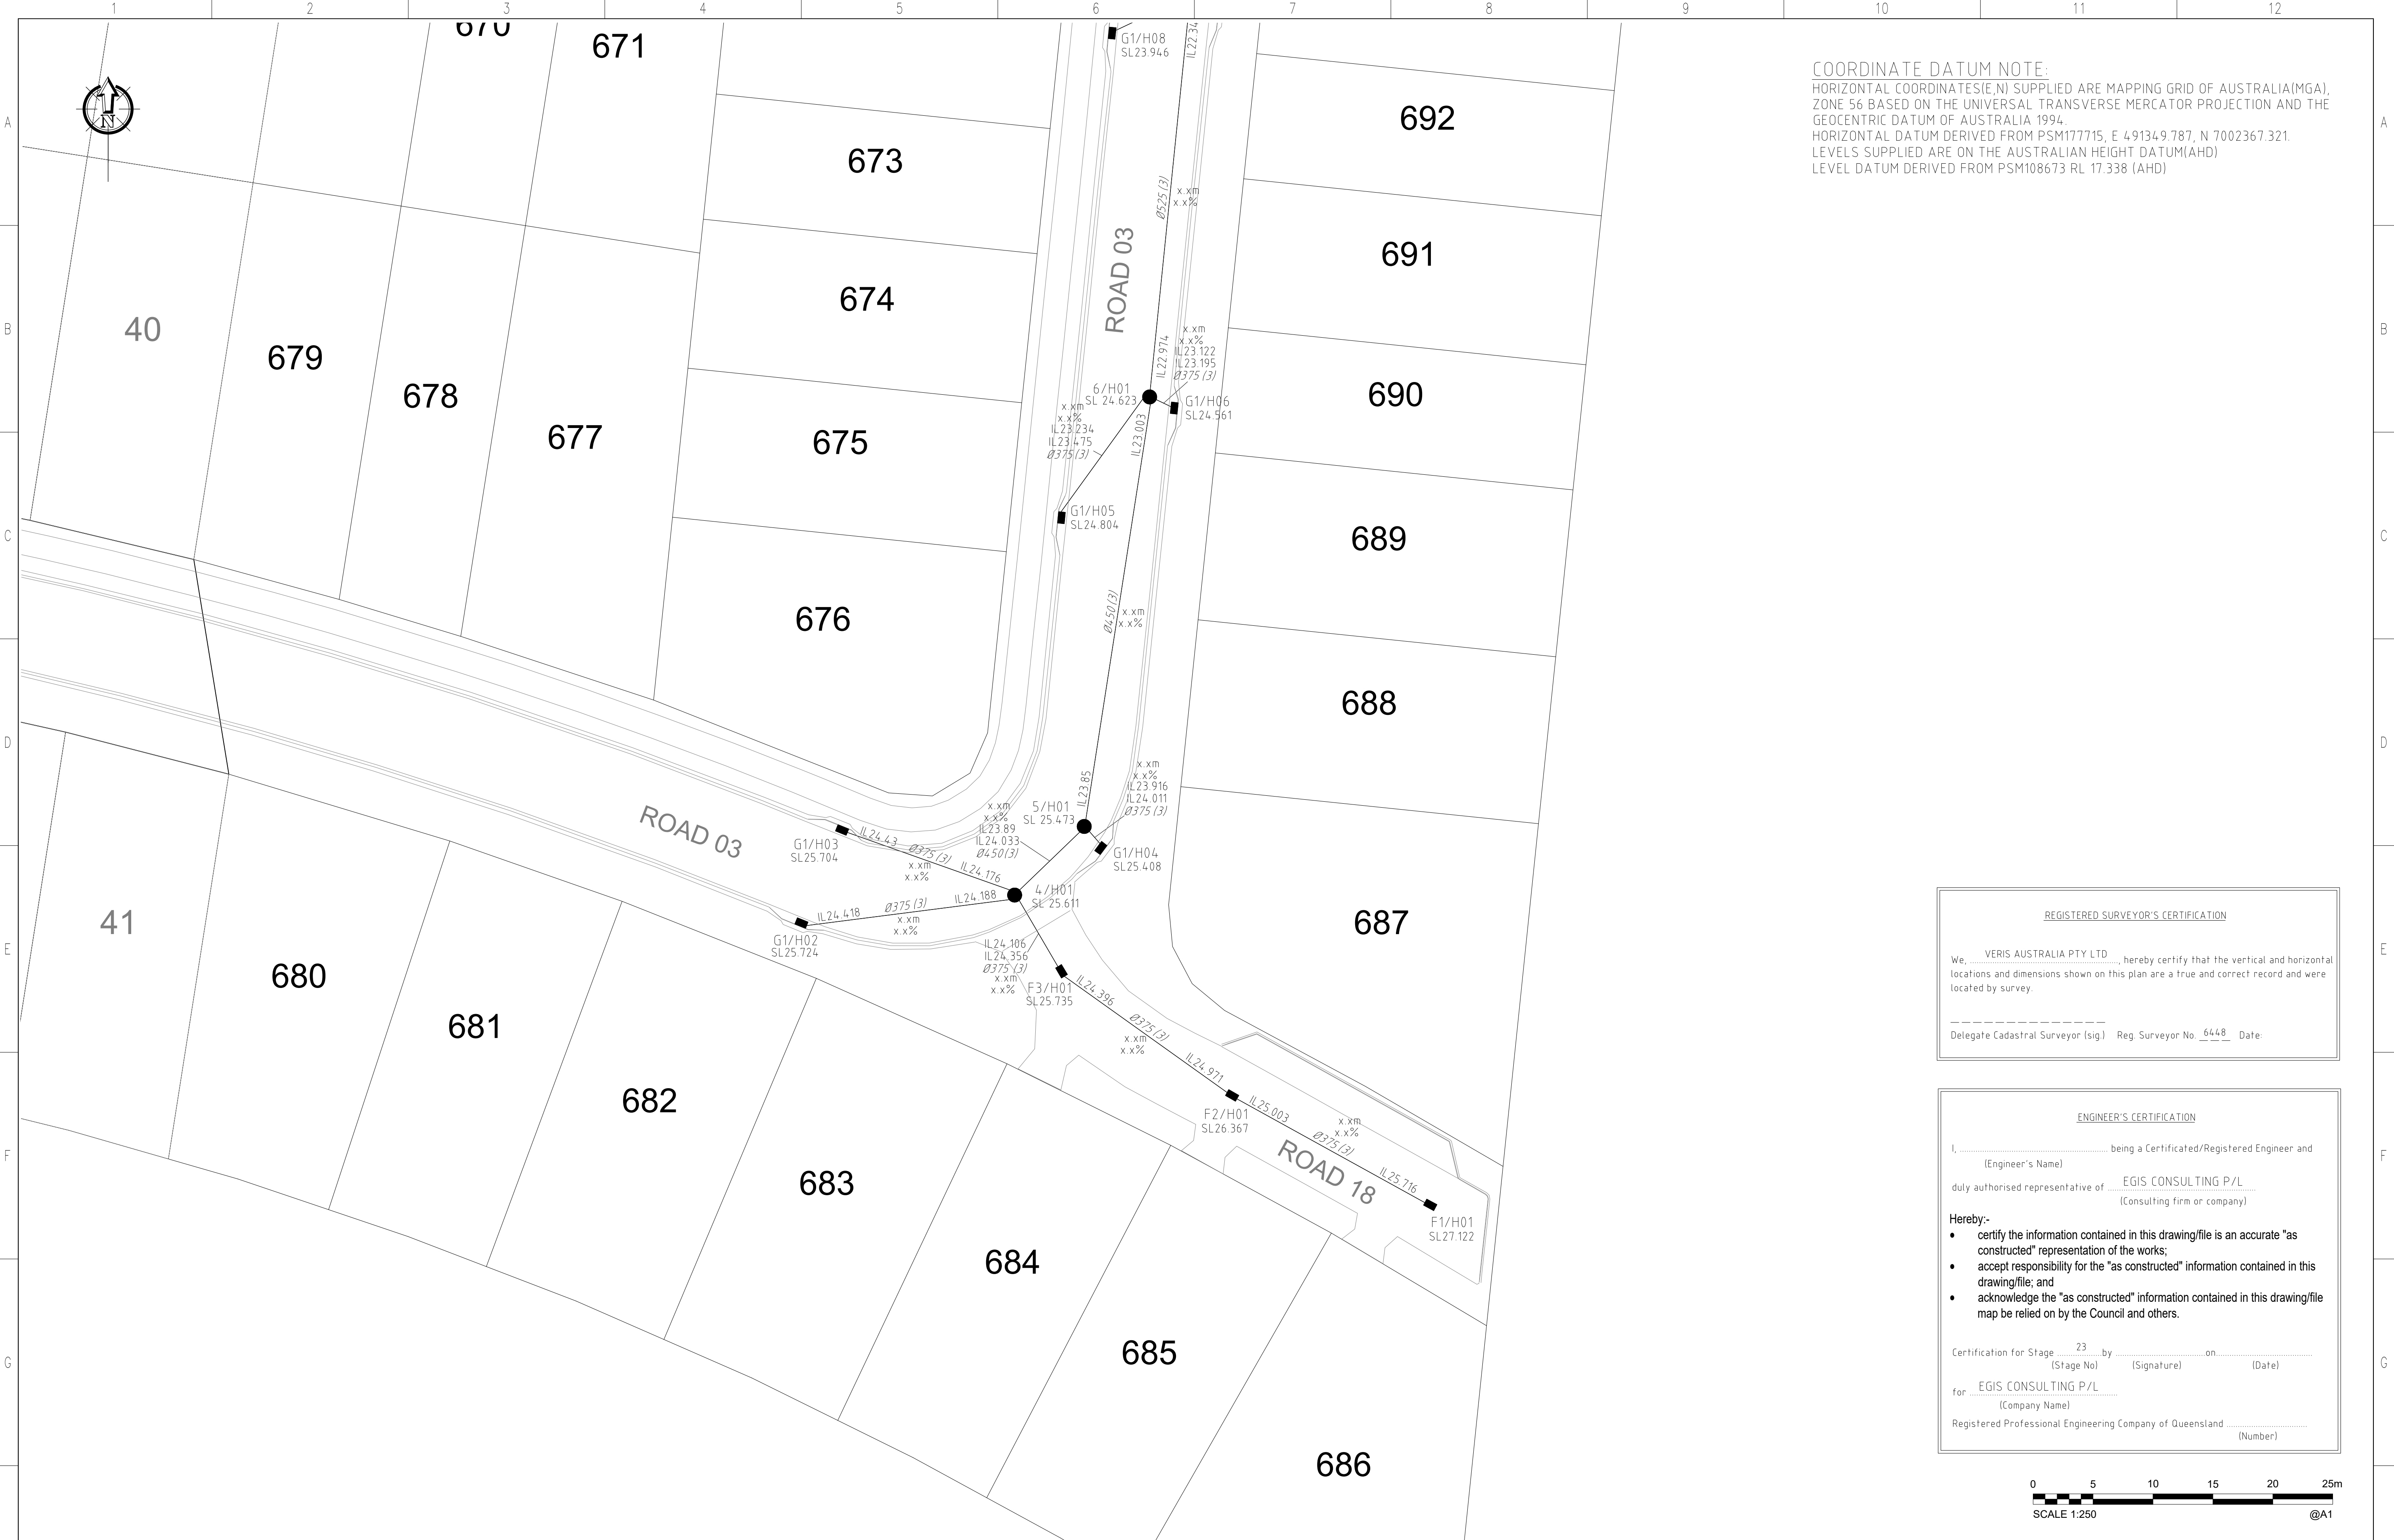 1 2 3 4 5 6 7 8 9 10 11 12
A
B
C
D
E
F
G
A
B
C
D
E
F
G
N
670
671
673
674
675
676
677
678
679
40
41
680
681
682
683
684
685
686
687
688
689
690
691
692
ROAD 03
ROAD 03
ROAD 18
G1/H08
SL23.946
IL22.34
Ø525 (3)
x.xm
x.x%
IL22.974
x.xm
x.x%
IL23.122
IL23.195
Ø375 (3)
6/H01
SL 24.623
G1/H06
SL24.561
x.xm
x.x%
IL23.234
IL23.475
Ø375 (3)
IL23.003
G1/H05
SL24.804
Ø450 (3)
x.xm
x.x%
IL23.85
x.xm
x.x%
IL23.916
IL24.011
Ø375 (3)
5/H01
SL 25.473
G1/H04
SL25.408
x.xm
x.x%
IL23.89
IL24.033
Ø450(3)
G1/H03
SL25.704
IL24.43
Ø375 (3)
x.xm
x.x%
IL24.176
4/H01
SL 25.611
G1/H02
SL25.724
IL24.418
Ø375 (3)
x.xm
x.x%
IL24.188
IL24.106
IL24.356
Ø375 (3)
x.xm
x.x%
F3/H01
SL25.735
IL24.396
Ø375 (3)
x.xm
x.x%
IL24.971
F2/H01
SL26.367
IL25.003
x.xm
x.x%
Ø375 (3)
IL25.716
F1/H01
SL27.122
COORDINATE DATUM NOTE:
HORIZONTAL COORDINATES(E,N) SUPPLIED ARE MAPPING GRID OF AUSTRALIA(MGA),
ZONE 56 BASED ON THE UNIVERSAL TRANSVERSE MERCATOR PROJECTION AND THE
GEOCENTRIC DATUM OF AUSTRALIA 1994.
HORIZONTAL DATUM DERIVED FROM PSM177715, E 491349.787, N 7002367.321.
LEVELS SUPPLIED ARE ON THE AUSTRALIAN HEIGHT DATUM(AHD)
LEVEL DATUM DERIVED FROM PSM108673 RL 17.338 (AHD)
REGISTERED SURVEYOR'S CERTIFICATION
We, VERIS AUSTRALIA PTY LTD, hereby certify that the vertical and horizontal
locations and dimensions shown on this plan are a true and correct record and were
located by survey.
Delegate Cadastral Surveyor (sig.) Reg. Surveyor No. 6448 Date:
ENGINEER'S CERTIFICATION
I, being a Certificated/Registered Engineer and
(Engineer's Name)
duly authorised representative of EGIS CONSULTING P/L
(Consulting firm or company)
Hereby:-
• certify the information contained in this drawing/file is an accurate "as
constructed" representation of the works;
• accept responsibility for the "as constructed" information contained in this
drawing/file; and
• acknowledge the "as constructed" information contained in this drawing/file
map be relied on by the Council and others.
Certification for Stage 23 by on
(Stage No) (Signature) (Date)
for EGIS CONSULTING P/L
(Company Name)
Registered Professional Engineering Company of Queensland
(Number)
0 5 10 15 20 25m
SCALE 1:250 @A1